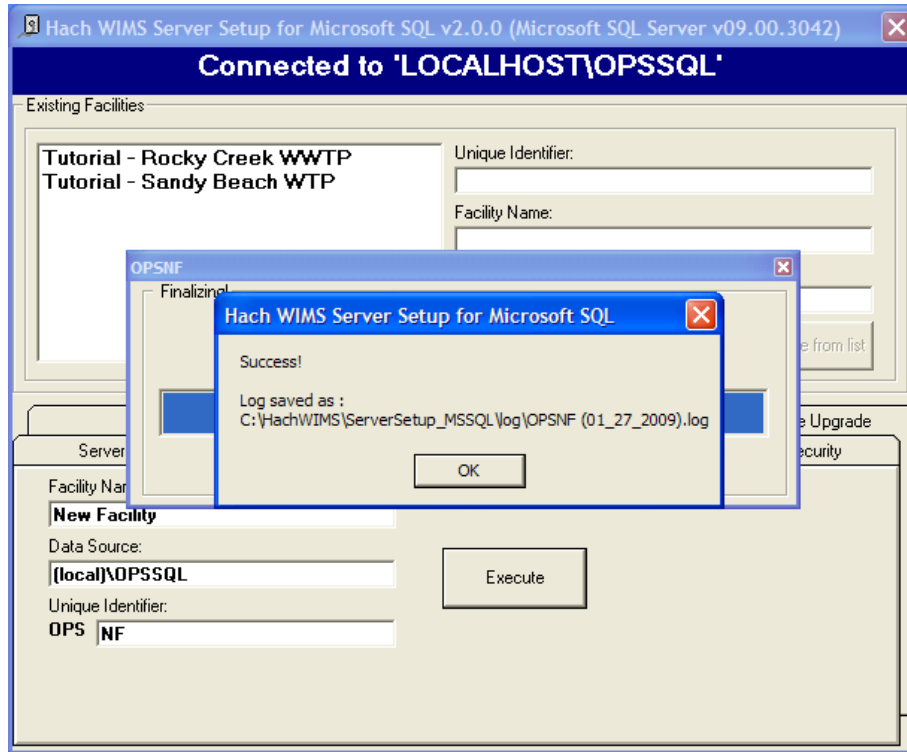 Hach WIMS Server Setup for Microsoft SQL v2.0.0 (Microsoft SQL Server v09.00.3042)
Connected to 'LOCALHOST\OPSSQL'
Existing Facilities
Tutorial - Rocky Creek WWTP
Tutorial - Sandy Beach WTP
Unique Identifier:
Facility Name:
OPSNF
Finalizing!
Hach WIMS Server Setup for Microsoft SQL
Success!
Log saved as :
C:\HachWIMS\ServerSetup_MSSQL\log\OPSNF (01_27_2009).log
OK
from list
Upgrade
Server
Facility
New Facility
Data Source:
(local)\OPSSQL
Execute
Unique Identifier:
OPS NF